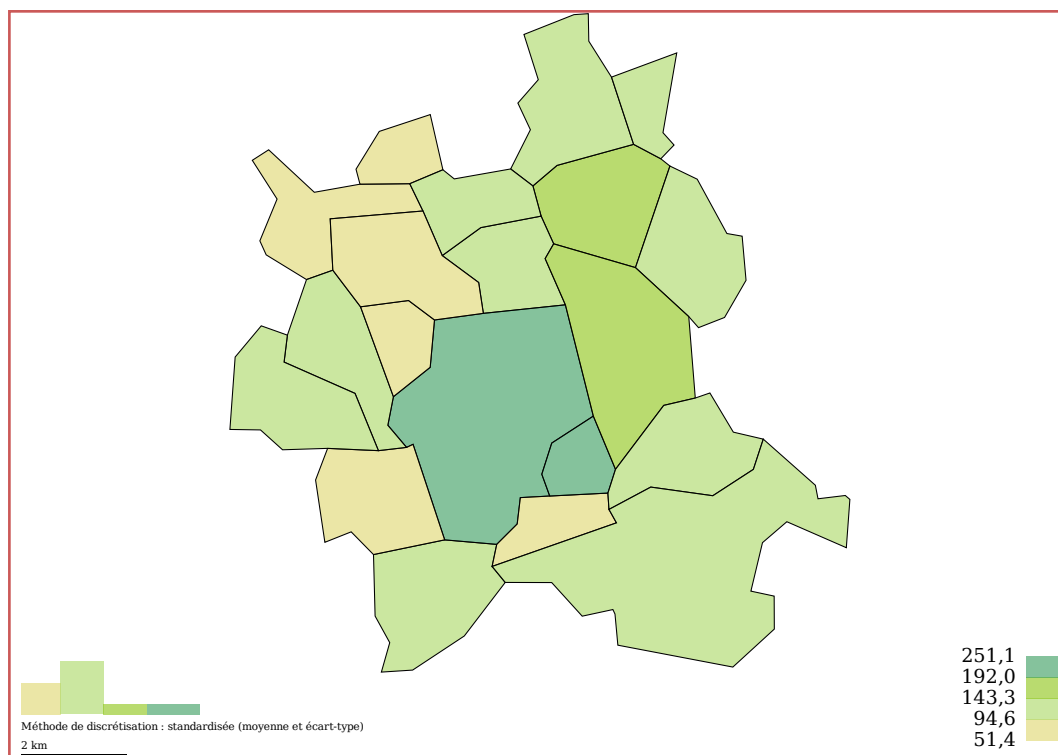 251,1
192,0
143,3
94,6
51,4
Méthode de discrétisation : standardisée (moyenne et écart-type)
2 km